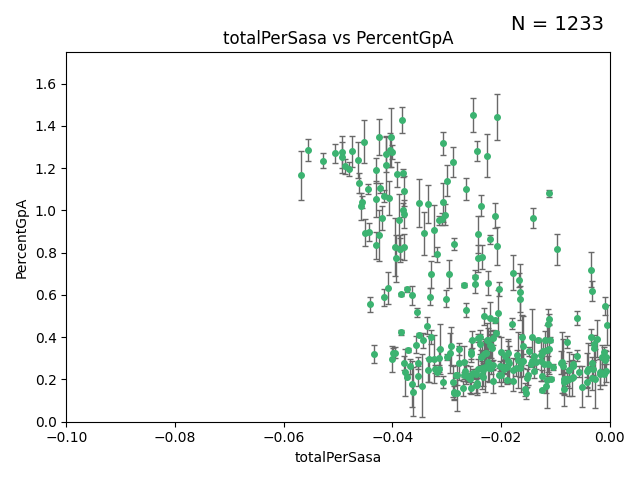 N = 1233
totalPerSasa vs PercentGpA
PercentGpA
1.6
1.4
1.2
1.0
0.8
0.6
0.4
0.2
0.0
−0.10 −0.08 −0.06 −0.04 −0.02 0.00
totalPerSasa